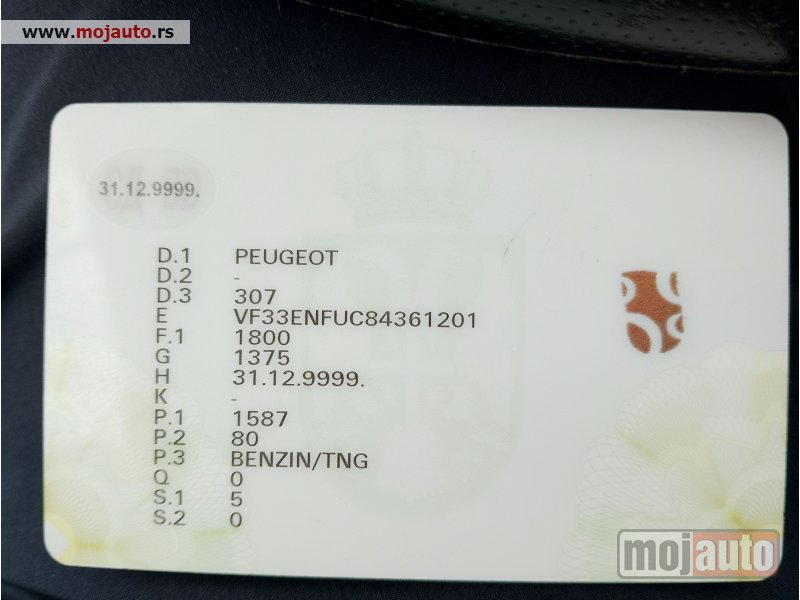 www.mojauto.rs
31.12.9999.
D.1 PEUGEOT
D.2 -
D.3 307
E VF33ENFUC84361201
F.1 1800
G 1375
H 31.12.9999.
K -
P.1 1587
P.2 80
P.3 BENZIN/TNG
Q 0
S.1 5
S.2 0
mojauto